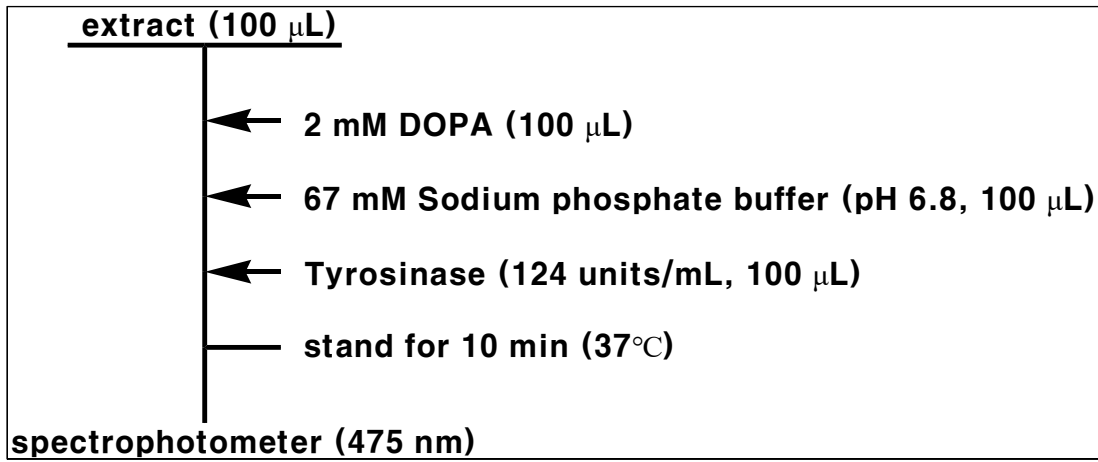 extract (100 μL)
2 mM DOPA (100 μL)
67 mM Sodium phosphate buffer (pH 6.8, 100 μL)
Tyrosinase (124 units/mL, 100 μL)
stand for 10 min (37℃)
spectrophotometer (475 nm)